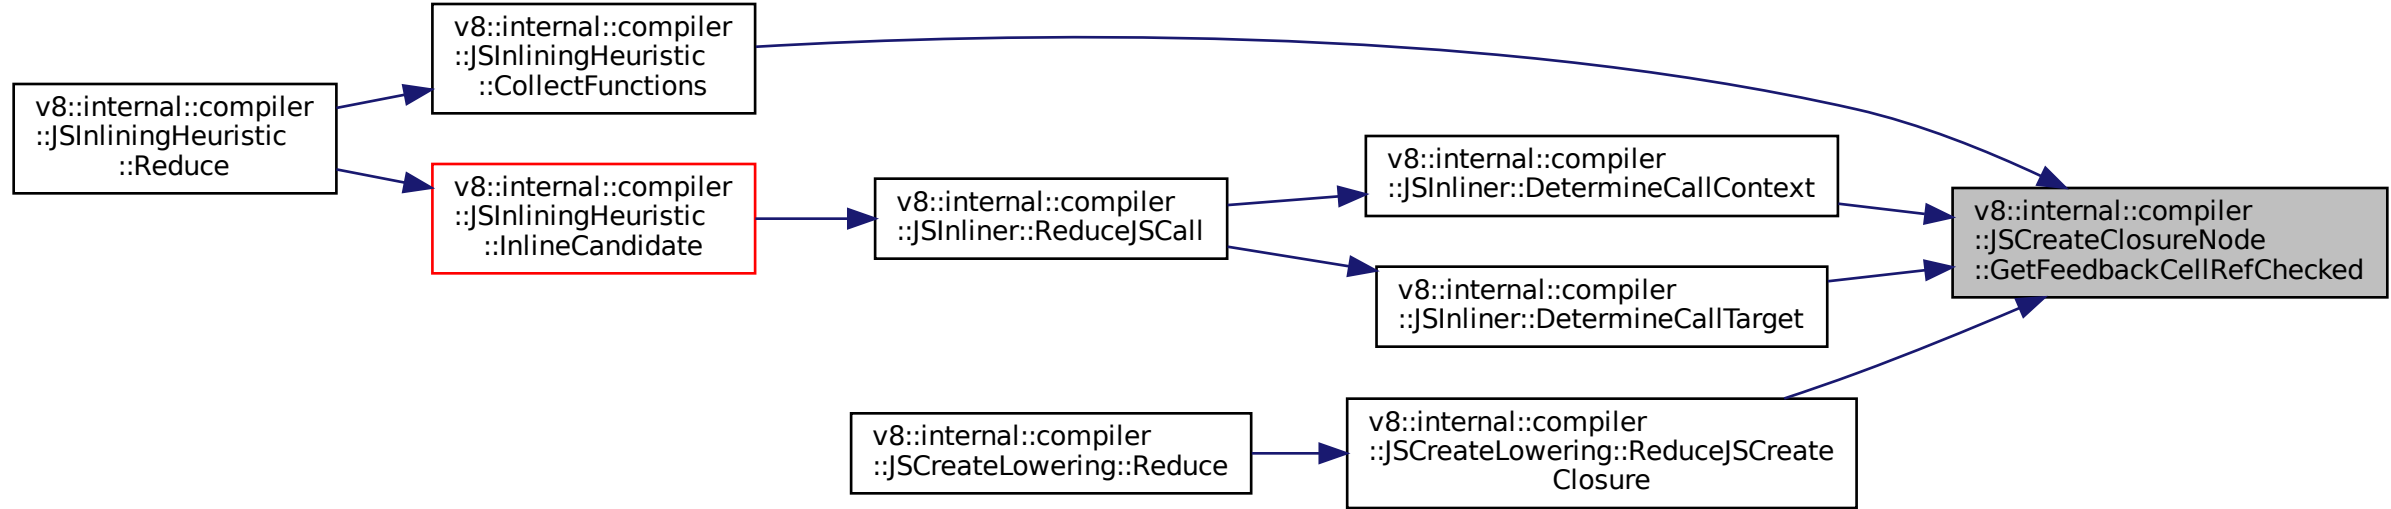 v8::internal::compiler
::JSInliningHeuristic
::Reduce
v8::internal::compiler
::JSInliningHeuristic
::CollectFunctions
v8::internal::compiler
::JSInliningHeuristic
::InlineCandidate
v8::internal::compiler
::JSInliner::ReduceJSCall
v8::internal::compiler
::JSInliner::DetermineCallContext
v8::internal::compiler
::JSInliner::DetermineCallTarget
v8::internal::compiler
::JSCreateClosureNode
::GetFeedbackCellRefChecked
v8::internal::compiler
::JSCreateLowering::Reduce
v8::internal::compiler
::JSCreateLowering::ReduceJSCreate
Closure